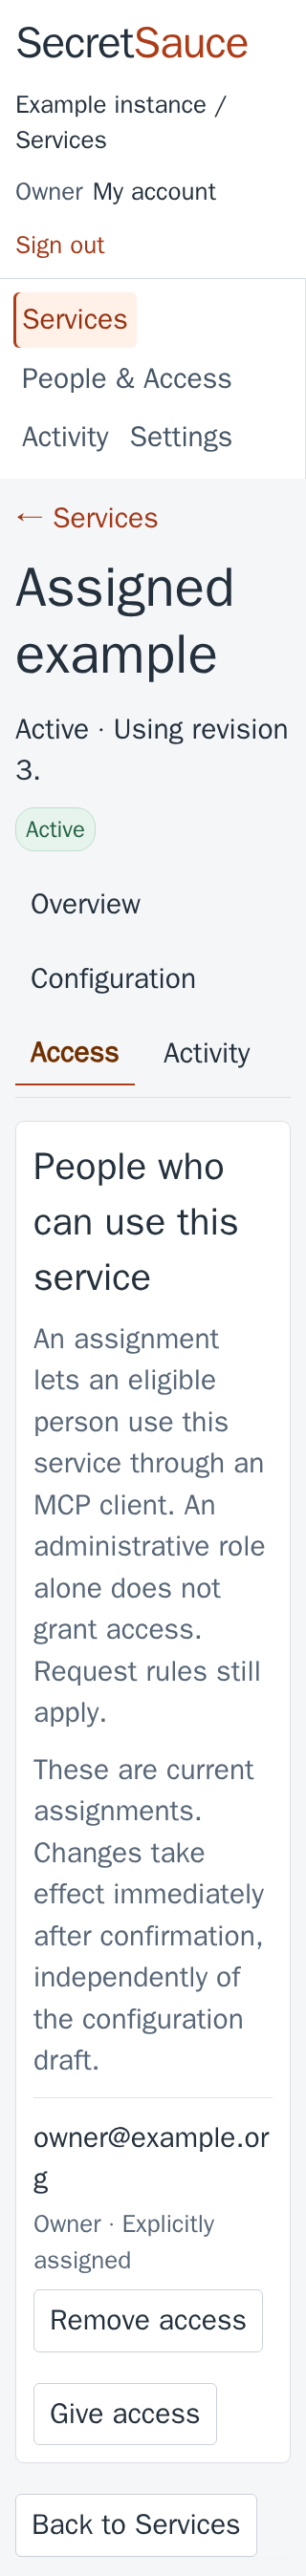 SecretSauce
Example instance /
Services
Owner My account
Sign out
Services
People & Access
Activity Settings
← Services
Assigned
example
Active · Using revision
3.
Active
Overview
Configuration
Access Activity
People who
can use this
service
An assignment
lets an eligible
person use this
service through an
MCP client. An
administrative role
alone does not
grant access.
Request rules still
apply.
These are current
assignments.
Changes take
effect immediately
after confirmation,
independently of
the configuration
draft.
owner@example.or
g
Owner · Explicitly
assigned
Remove access
Give access
Back to Services